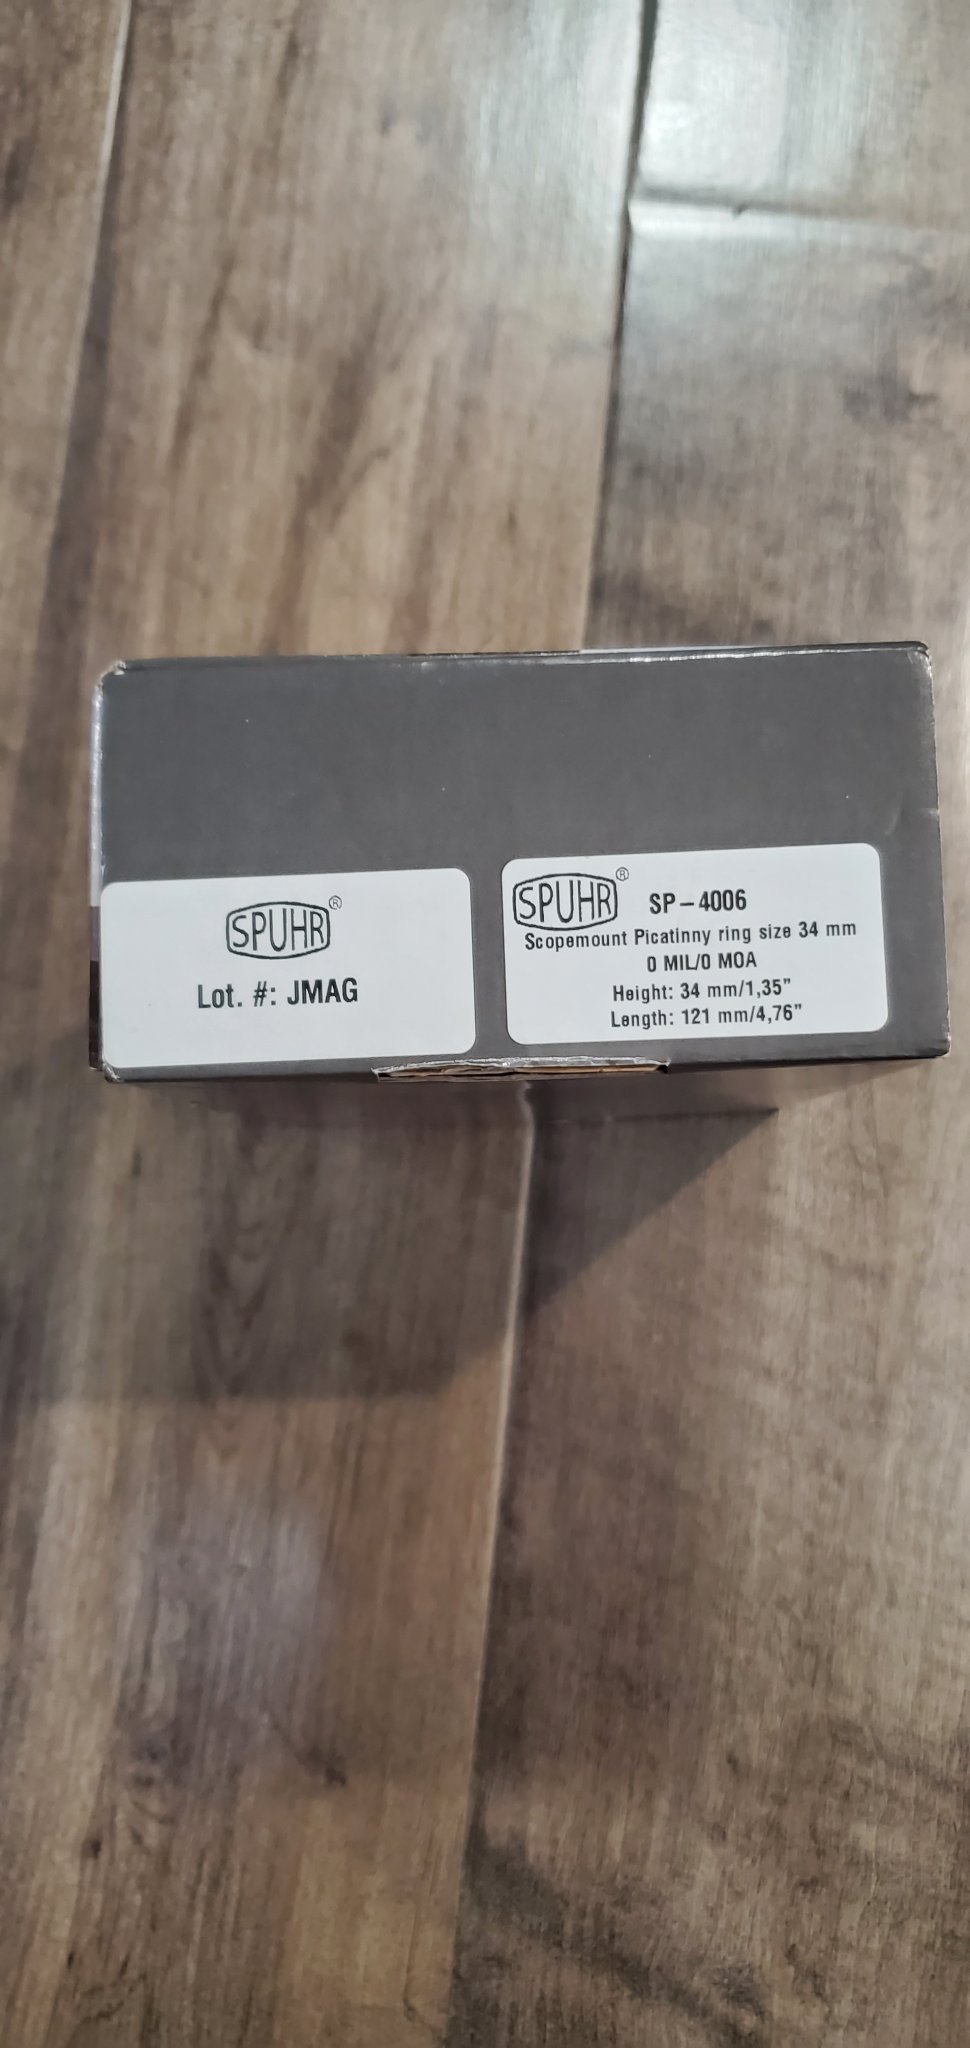 SPUHR®
Lot. #: JMAG
SPUHR® SP-4006
Scopemount Picatinny ring size 34 mm
0 MIL/0 MOA
Height: 34 mm/1,35”
Length: 121 mm/4,76”